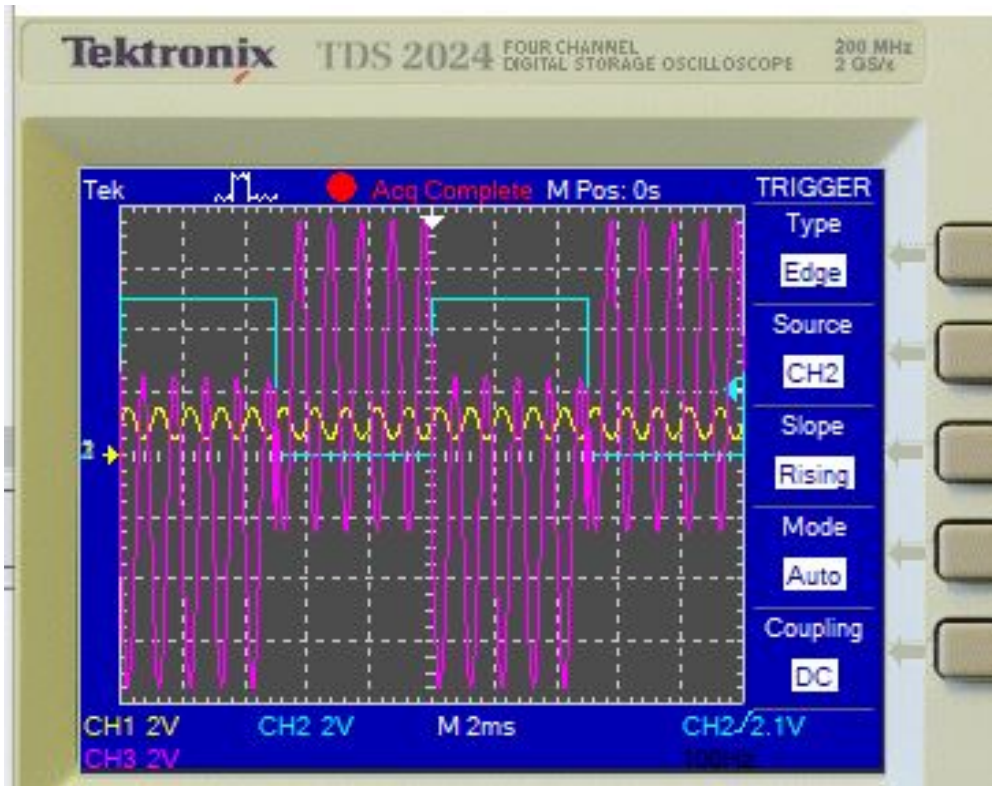 Tektronix TDS 2024 FOUR CHANNEL DIGITAL STORAGE OSCILLOSCOPE 200 MHz 2 GS/s
Tek Acq Complete M Pos: 0s TRIGGER
Type
Edge
Source
CH2
Slope
Rising
Mode
Auto
Coupling
DC
2
CH1 2V CH2 2V M 2ms CH2 2.1V
CH3 2V 100Hz